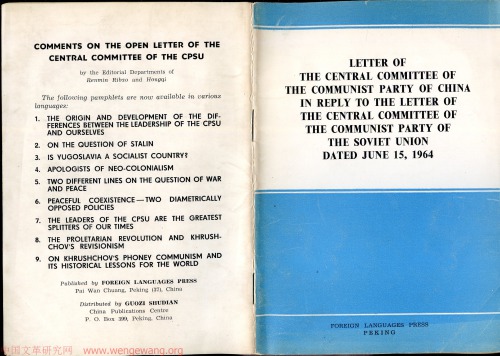 COMMENTS ON THE OPEN LETTER OF THE
CENTRAL COMMITTEE OF THE CPSU
by the Editorial Departments of
Renmin Ribao and Hongqi
The following pamphlets are now available in various
languages:
1. THE ORIGIN AND DEVELOPMENT OF THE DIF-
FERENCES BETWEEN THE LEADERSHIP OF THE CPSU
AND OURSELVES
2. ON THE QUESTION OF STALIN
3. IS YUGOSLAVIA A SOCIALIST COUNTRY?
4. APOLOGISTS OF NEO-COLONIALISM
5. TWO DIFFERENT LINES ON THE QUESTION OF WAR
AND PEACE
6. PEACEFUL COEXISTENCE — TWO DIAMETRICALLY
OPPOSED POLICIES
7. THE LEADERS OF THE CPSU ARE THE GREATEST
SPLITTERS OF OUR TIMES
8. THE PROLETARIAN REVOLUTION AND KHRUSH-
CHOV'S REVISIONISM
9. ON KHRUSHCHOV'S PHONEY COMMUNISM AND
ITS HISTORICAL LESSONS FOR THE WORLD
Published by FOREIGN LANGUAGES PRESS
Pai Wan Chuang, Peking (37), China
Distributed by GUOZI SHUDIAN
China Publications Centre
P. O. Box 399, Peking, China
中国文革研究网 www.wengewang.org
LETTER OF
THE CENTRAL COMMITTEE OF
THE COMMUNIST PARTY OF CHINA
IN REPLY TO THE LETTER OF
THE CENTRAL COMMITTEE OF
THE COMMUNIST PARTY OF
THE SOVIET UNION
DATED JUNE 15, 1964
FOREIGN LANGUAGES PRESS
PEKING